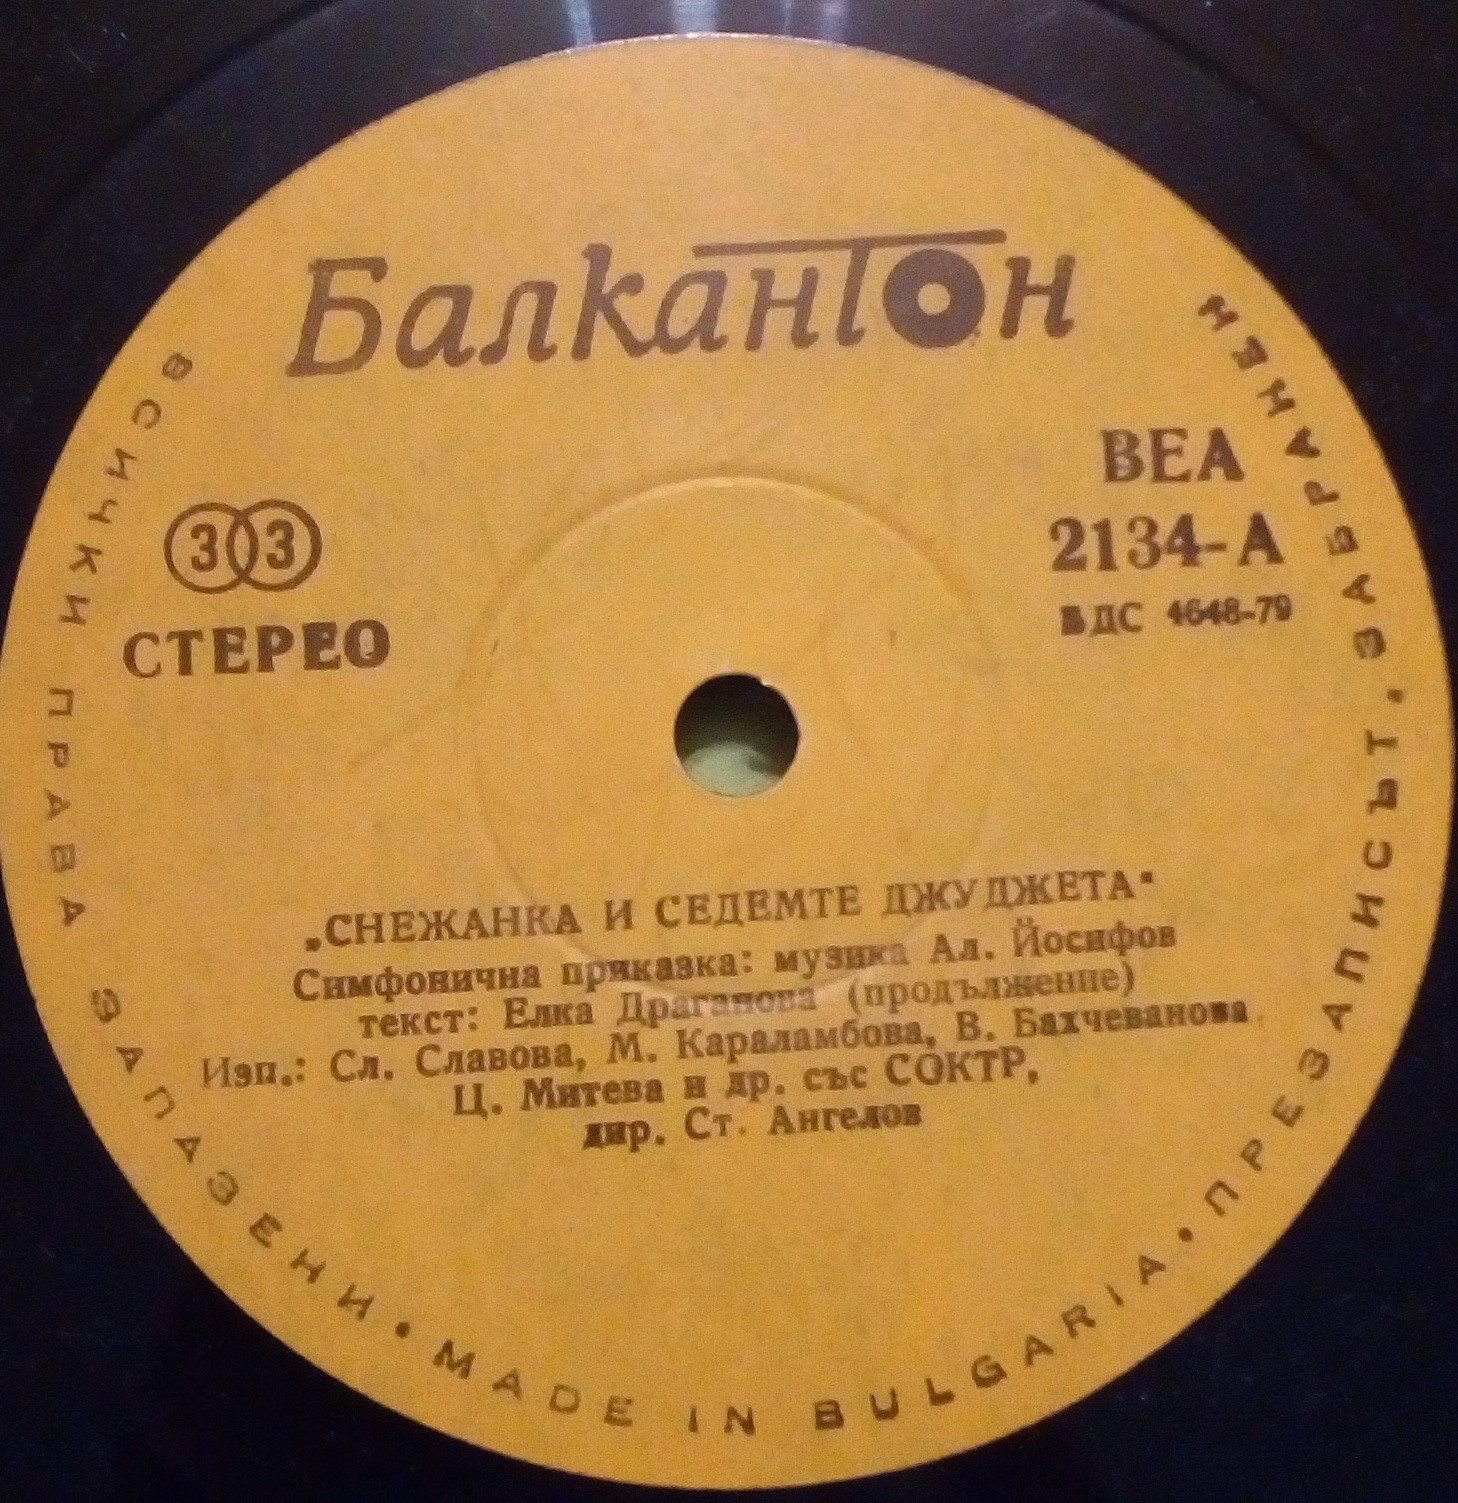 Балкантон
33
СТЕРЕО
ВЕА
2134-А
ВДС 4648-79
„СНЕЖАНКА И СЕДЕМТЕ ДЖУДЖЕТА“
Симфонична приказка: музика Ал. Йосифов
текст: Елка Драганова (продължение)
Изп.: Сл. Славова, М. Караламбова, В. Бахчеванова
Ц. Митева и др. със СОКТР,
дир. Ст. Ангелов
ВСИЧКИ ПРАВА ЗАПАЗЕНИ • MADE IN BULGARIA • ПРЕЗАПИСЪТ ЗАБРАНЕН